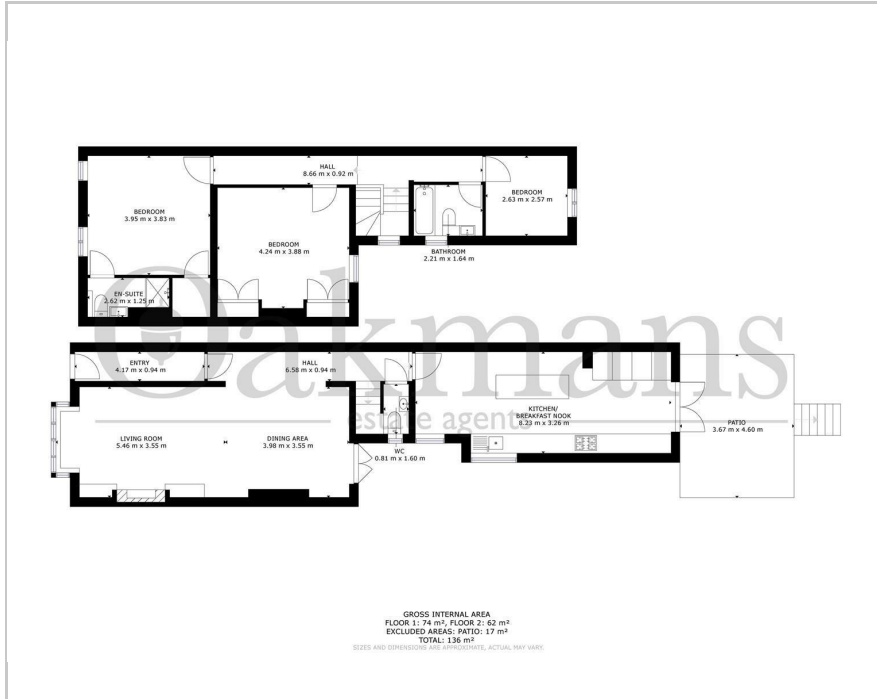 HALL
8.66 m x 0.92 m
BEDROOM
3.95 m x 3.83 m
BEDROOM
2.63 m x 2.57 m
BEDROOM
4.24 m x 3.88 m
BATHROOM
2.21 m x 1.64 m
EN-SUITE
2.62 m x 1.25 m
Oakmans
estate agents
ENTRY
4.17 m x 0.94 m
HALL
6.58 m x 0.94 m
KITCHEN/
BREAKFAST NOOK
8.23 m x 3.26 m
PATIO
3.67 m x 4.60 m
LIVING ROOM
5.46 m x 3.55 m
DINING AREA
3.98 m x 3.55 m
WC
0.81 m x 1.60 m
GROSS INTERNAL AREA
FLOOR 1: 74 m², FLOOR 2: 62 m²
EXCLUDED AREAS: PATIO: 17 m²
TOTAL: 136 m²
SIZES AND DIMENSIONS ARE APPROXIMATE, ACTUAL MAY VARY.